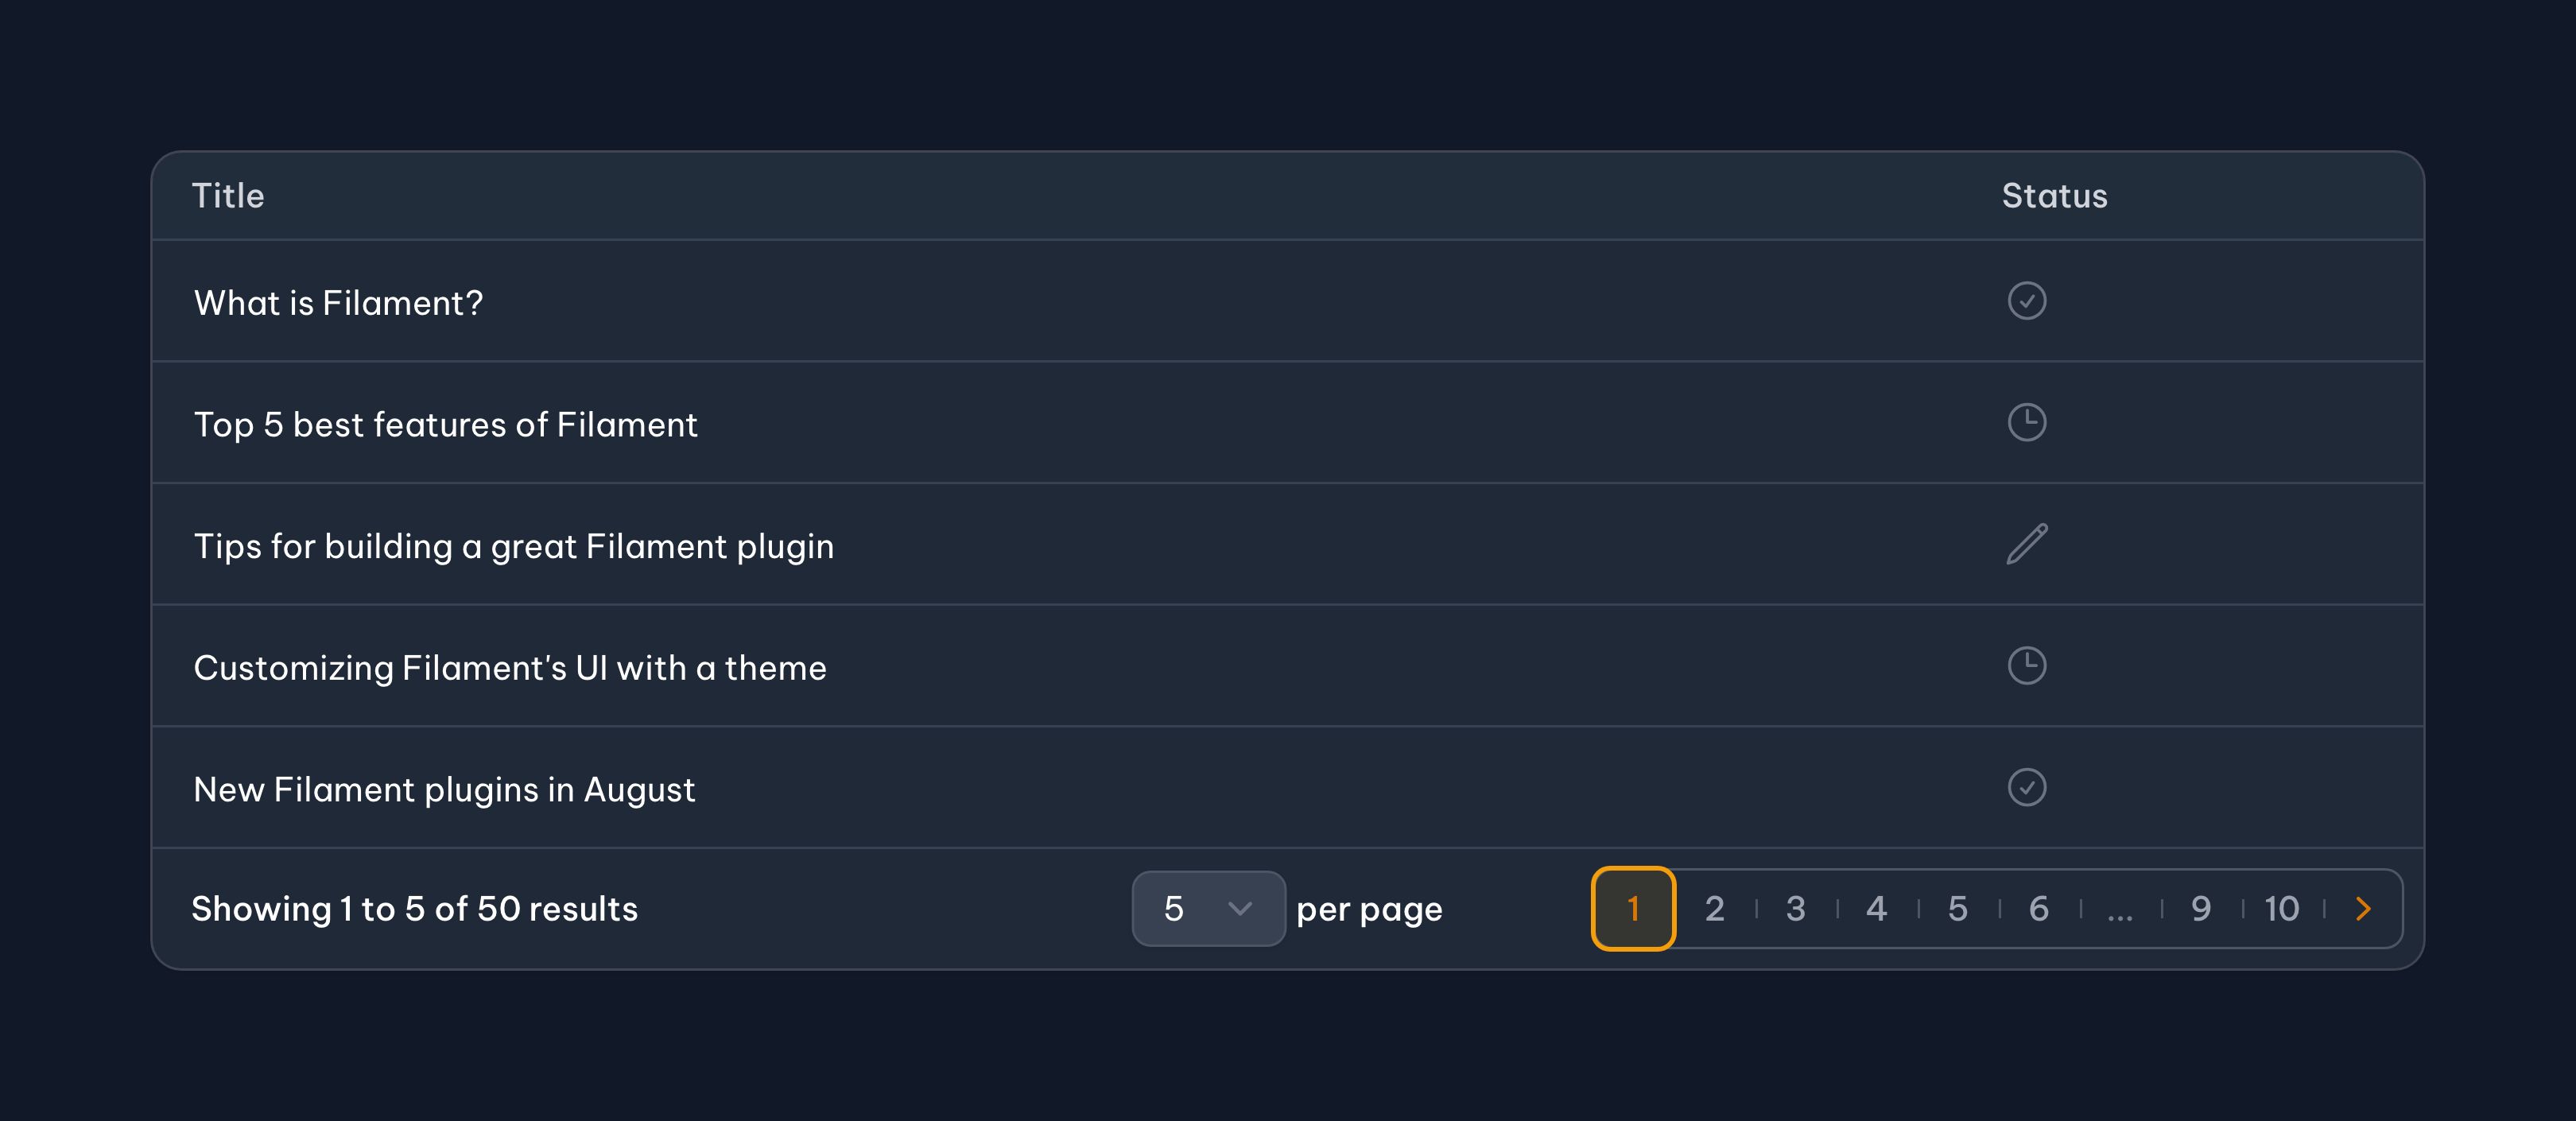 Title Status
What is Filament?
Top 5 best features of Filament
Tips for building a great Filament plugin
Customizing Filament's UI with a theme
New Filament plugins in August
Showing 1 to 5 of 50 results 5 per page 1 2 3 4 5 6 ... 9 10